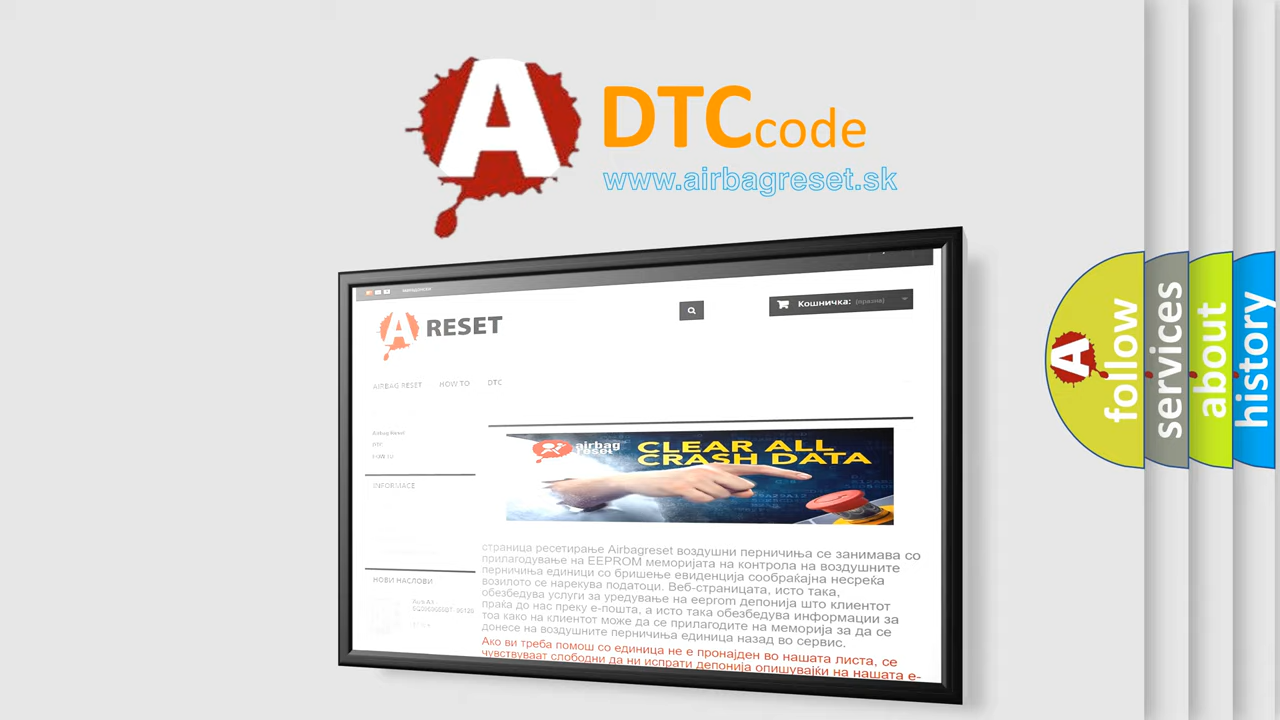 A DTCcode
www.airbagreset.sk
A RESET
Кошничка: (празна)
AIRBAG RESET HOW TO DTC
Airbag Reset
DTC
HOW TO
INFORMACE
НОВИ НАСЛОВИ
airbag reset
CLEAR ALL
CRASH DATA
страница ресетирање Airbagreset воздушни перничиња се занимава со
прилагодување на EEPROM меморијата на контрола на воздушните
перничиња единици со бришење евиденција сообраќајна несреќа
возилото се нарекува податоци. Веб-страницата, исто така,
обезбедува услуги за уредување на eeprom депонија што клиентот
праќа до нас преку е-пошта, а исто така обезбедува информации за
тоа како на клиентот може да се прилагодите на меморија за да се
донесе на воздушните перничиња единица назад во сервис.
Ако ви треба помош со единица не е пронајден во нашата листа, се
чувствуваат слободни да ни испрати депонија опишувајќи на нашата е-
A follow
services
about
history